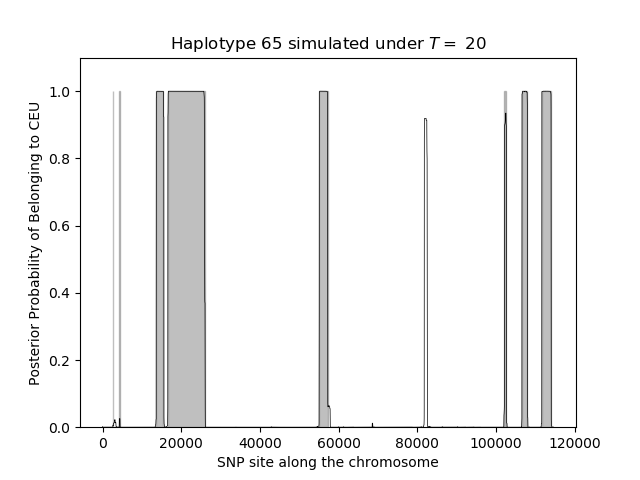 Haplotype 65 simulated under T = 20
Posterior Probability of Belonging to CEU
1.0
0.8
0.6
0.4
0.2
0.0
0 20000 40000 60000 80000 100000 120000
SNP site along the chromosome